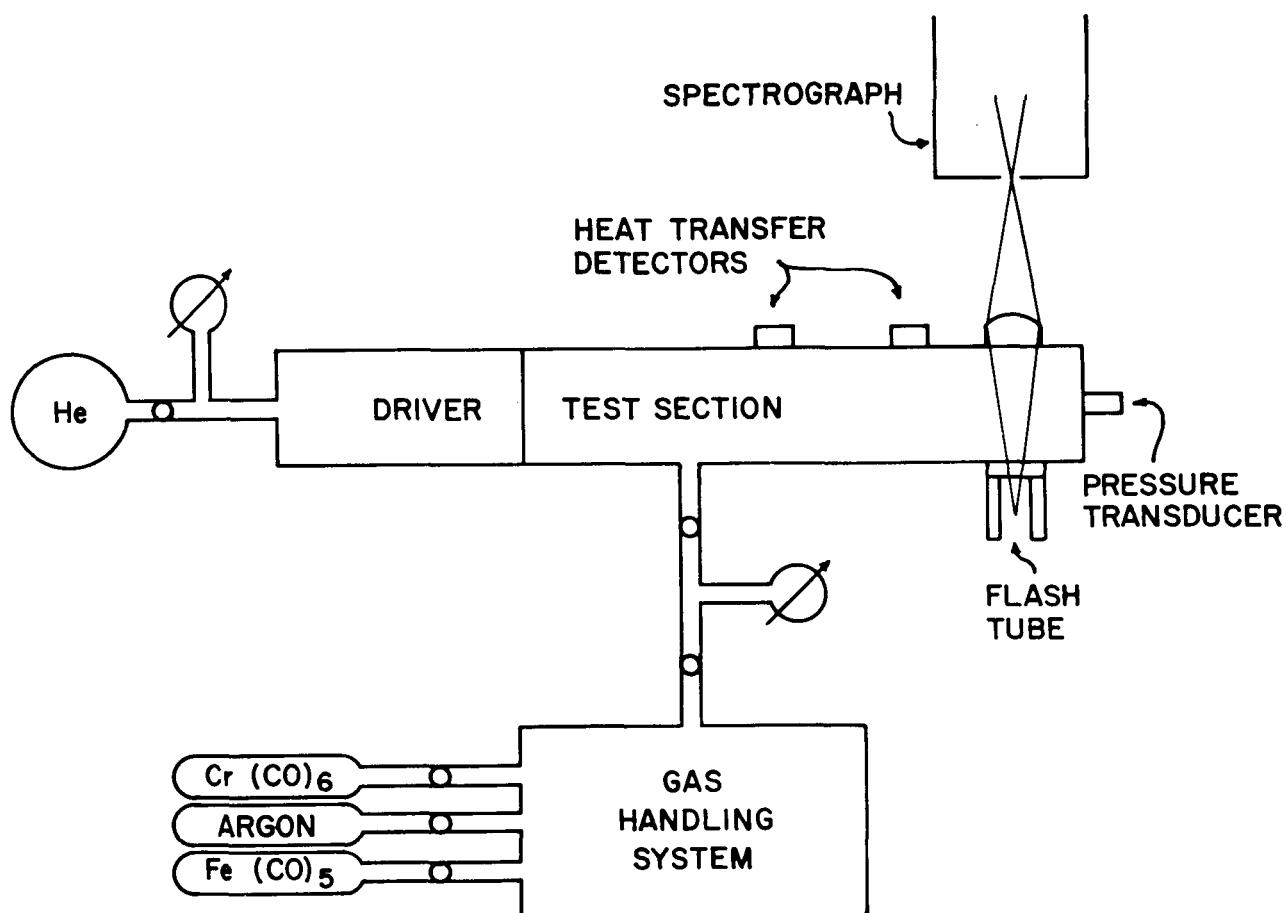 SPECTROGRAPH
HEAT TRANSFER
DETECTORS
He
DRIVER
TEST SECTION
PRESSURE
TRANSDUCER
FLASH
TUBE
Cr (CO)6
ARGON
Fe (CO)5
GAS
HANDLING
SYSTEM